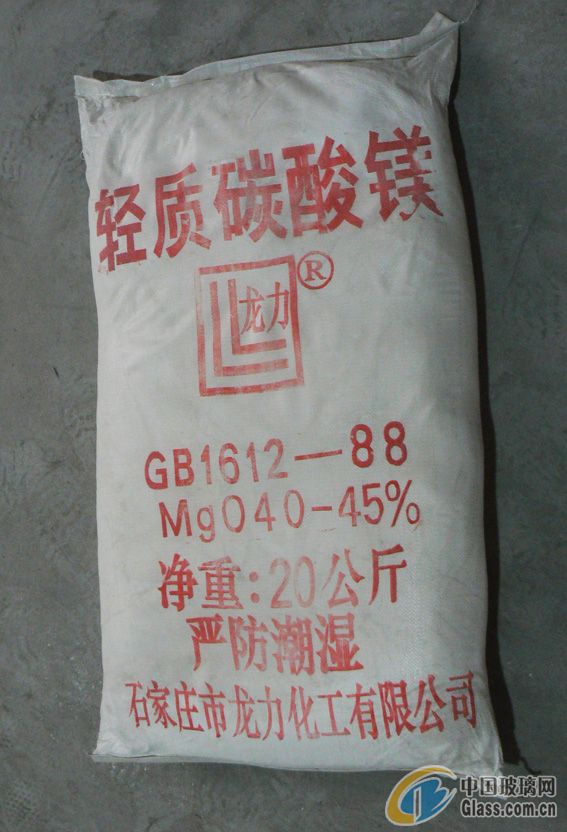 轻质碳酸镁
龙力®
GB1612—88
MgO40-45%
净重:20公斤
严防潮湿
石家庄市龙力化工有限公司
中国玻璃网
Glass.com.cn